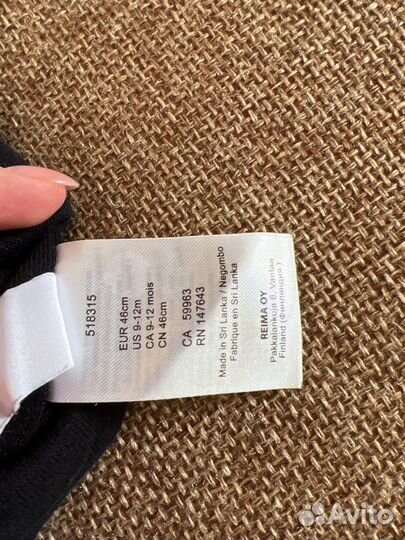 518315
EUR 46cm
US 9-12m
CA 9-12 mois
CN 46cm
CA 59963
RN 147643
Made in Sri Lanka / Negombo
Fabriqué en Sri Lanka
REIMA OY
Pakkalankuja 6, Vantaa
Finland (Финляндия)
Avito